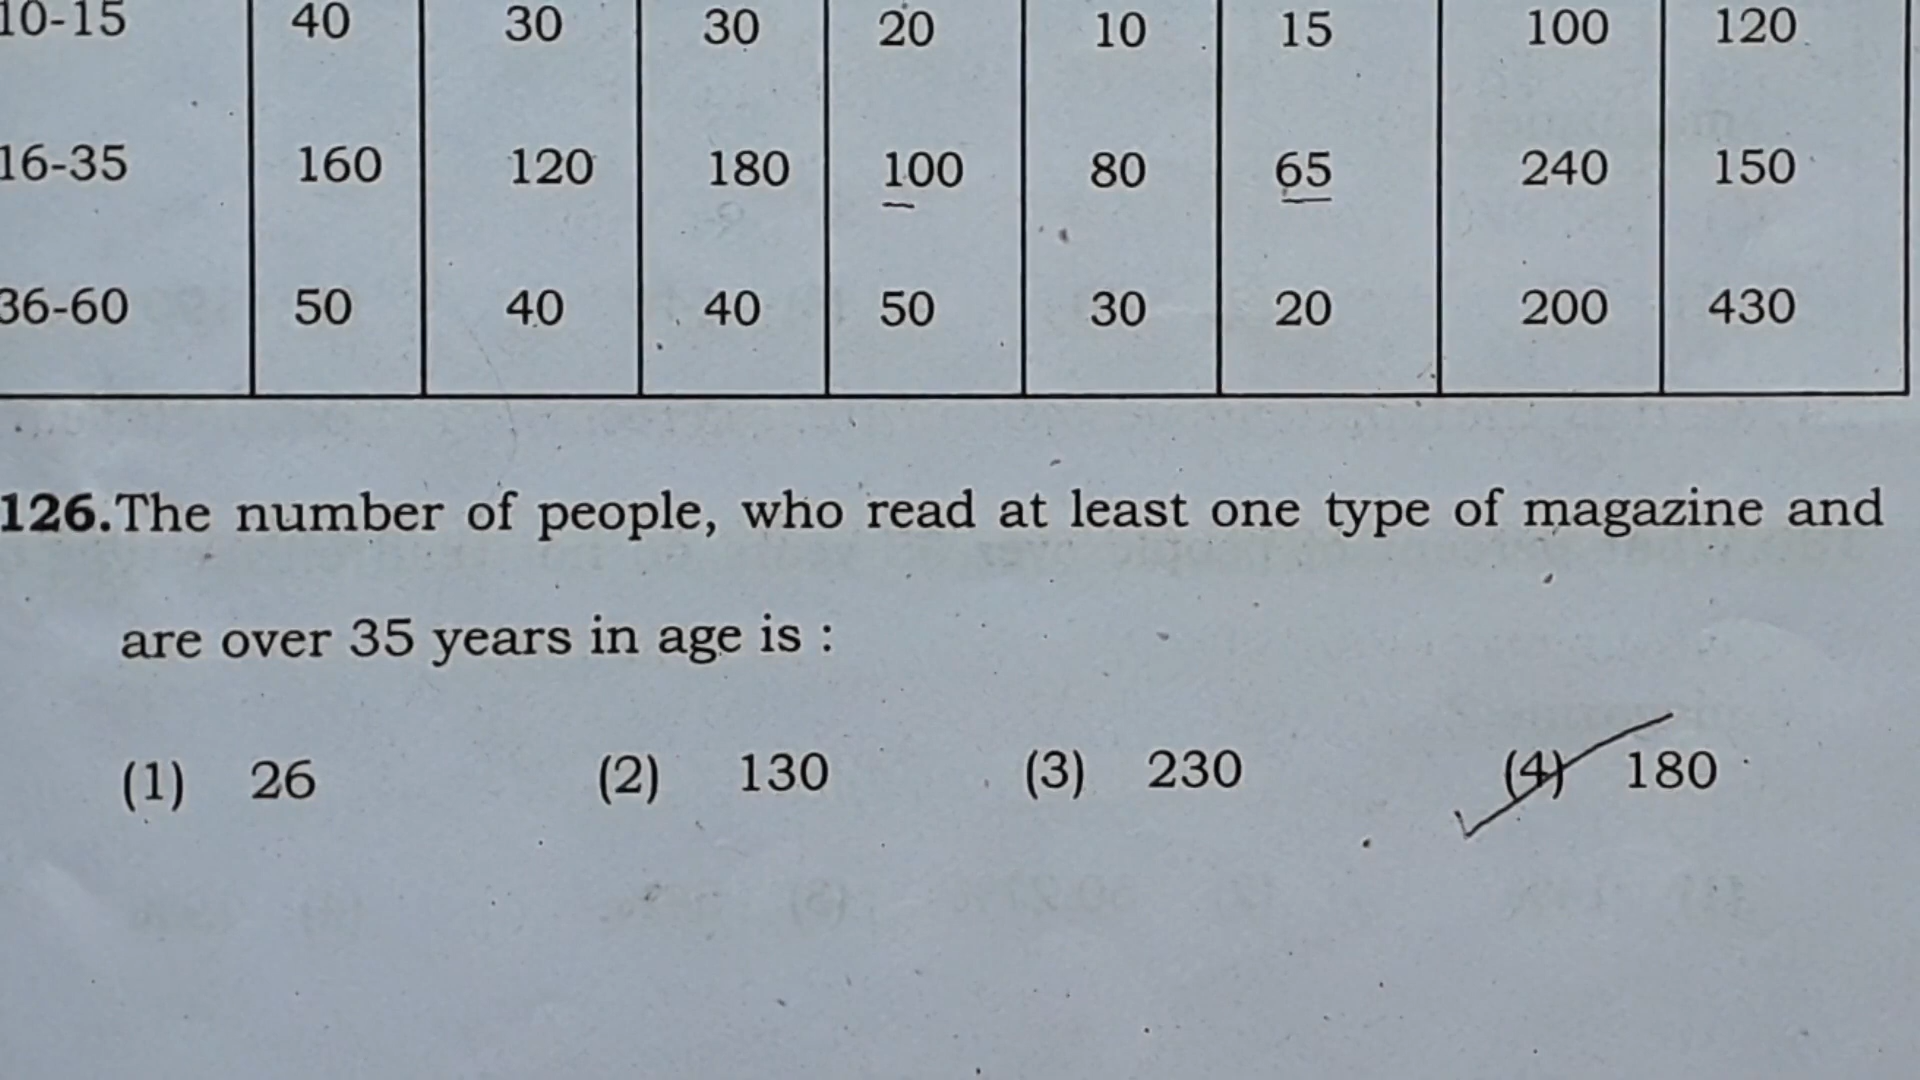 10-15 40 30 30 20 10 15 100 120
16-35 160 120 180 100 80 65 240 150
36-60 50 40 40 50 30 20 200 430
126. The number of people, who read at least one type of magazine and
are over 35 years in age is :
(1) 26 (2) 130 (3) 230 (4) 180